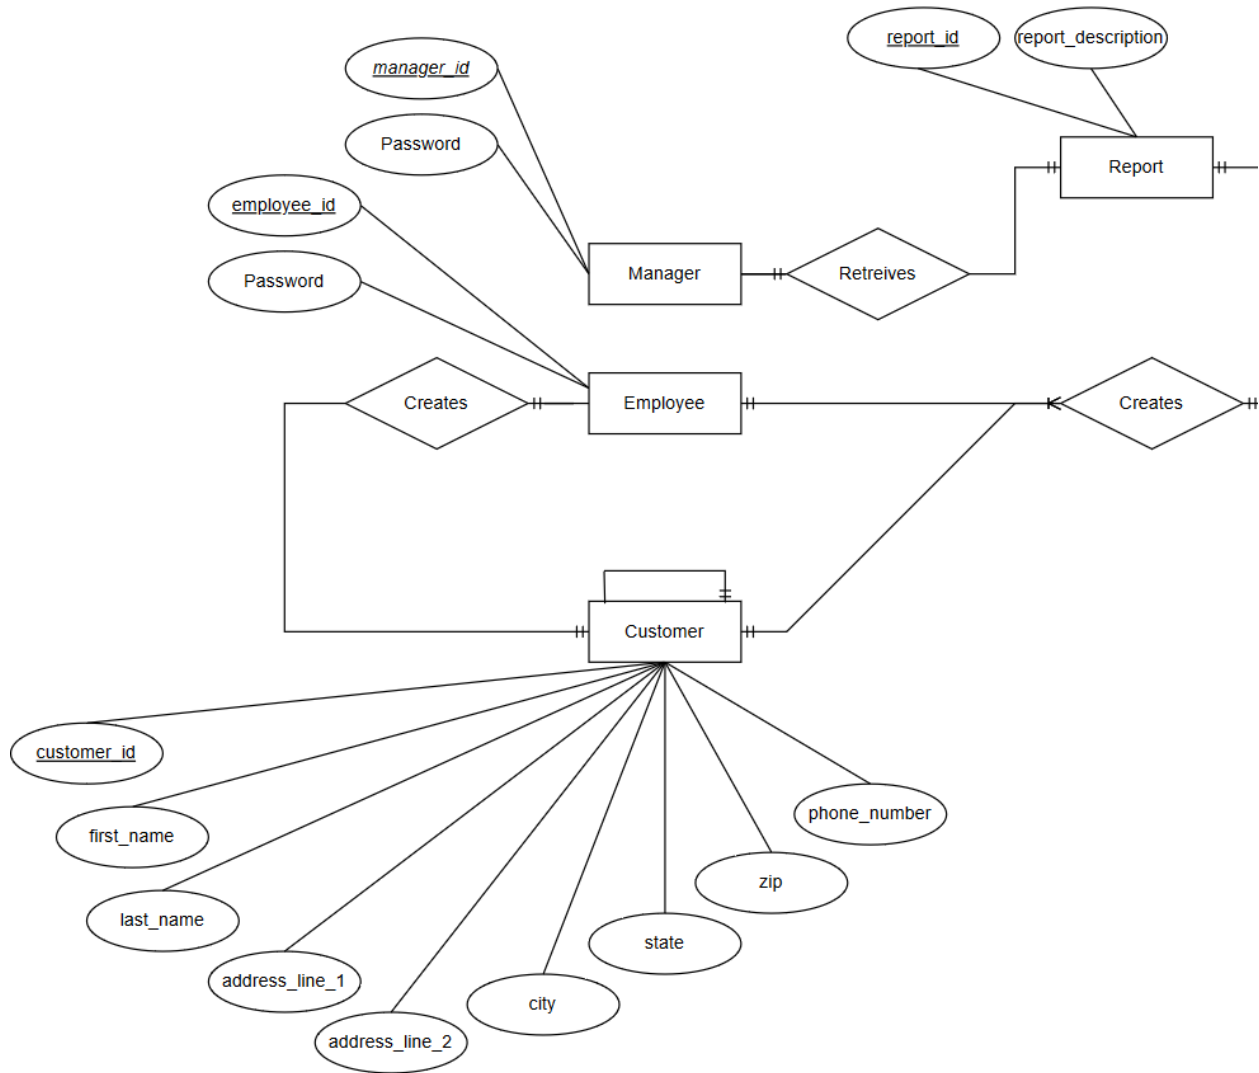 report_id
report_description
manager_id
Password
Report
employee_id
Manager
Retreives
Password
Creates
Employee
Creates
Customer
customer_id
first_name
phone_number
zip
last_name
state
address_line_1
city
address_line_2